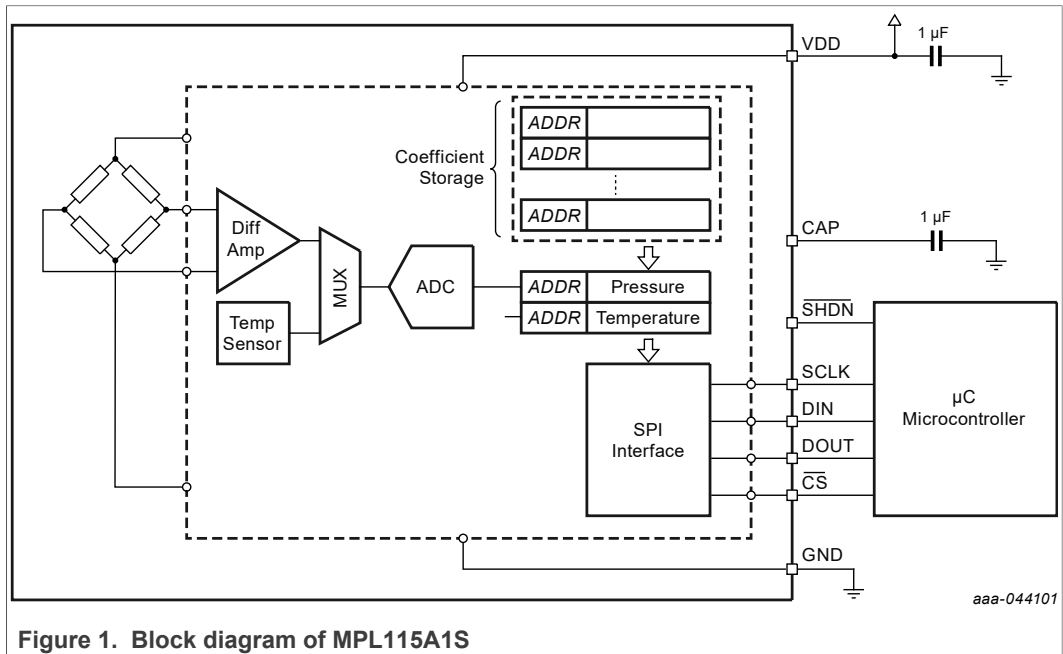 VDD
1 µF
ADDR
Coefficient
Storage
ADDR
ADDR
CAP
1 µF
Diff
Amp
MUX
ADC
ADDR Pressure
ADDR Temperature
Temp
Sensor
SHDN
SCLK
DIN
DOUT
CS
SPI
Interface
µC
Microcontroller
GND
aaa-044101
Figure 1. Block diagram of MPL115A1S